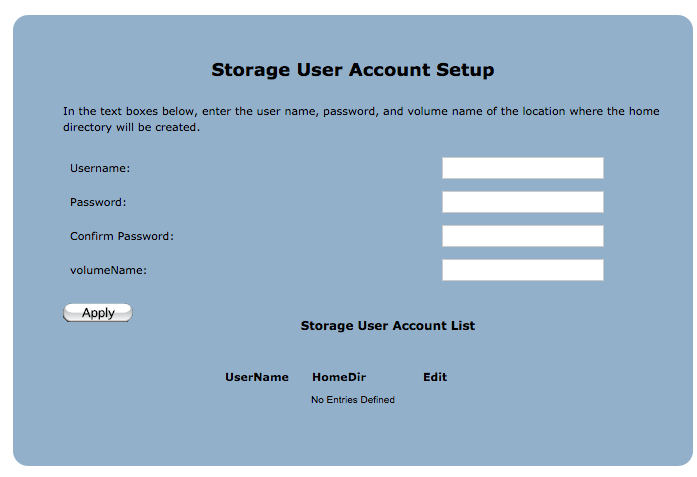 Storage User Account Setup
In the text boxes below, enter the user name, password, and volume name of the location where the home
directory will be created.
Username:
Password:
Confirm Password:
volumeName:
Apply
Storage User Account List
UserName HomeDir Edit
No Entries Defined